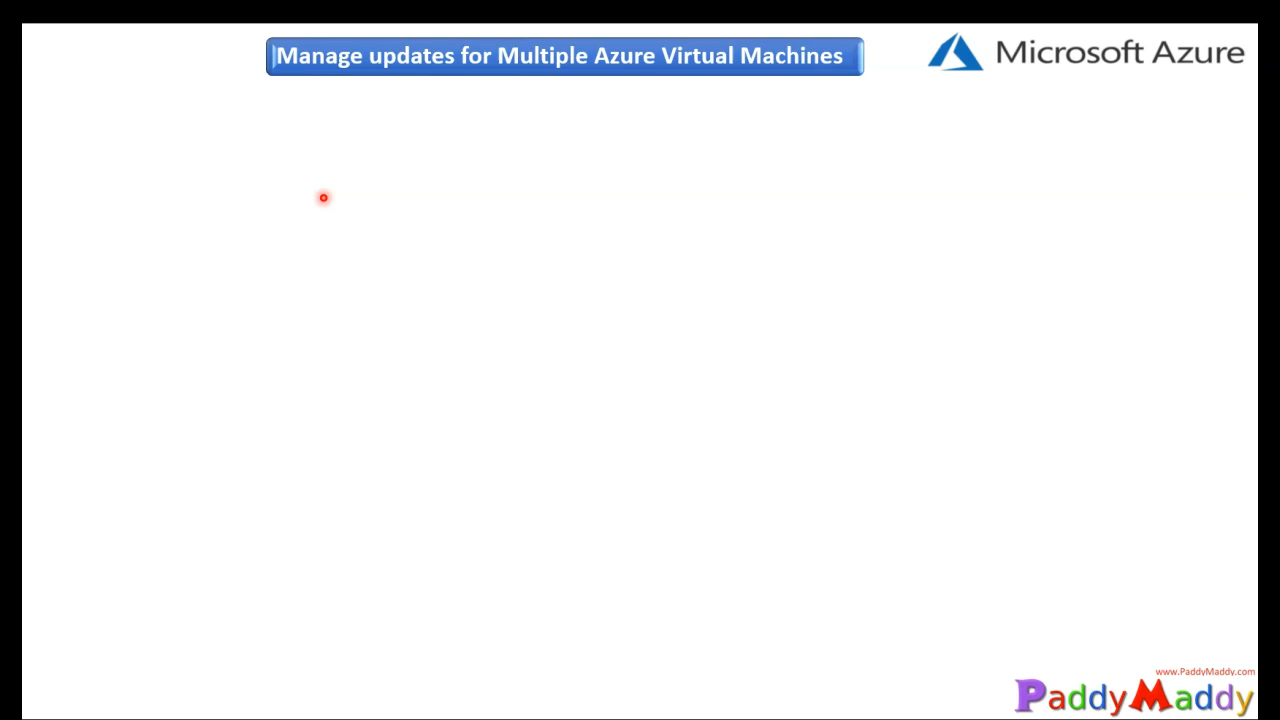 Manage updates for Multiple Azure Virtual Machines
Microsoft Azure
www.PaddyMaddy.com
PaddyMaddy